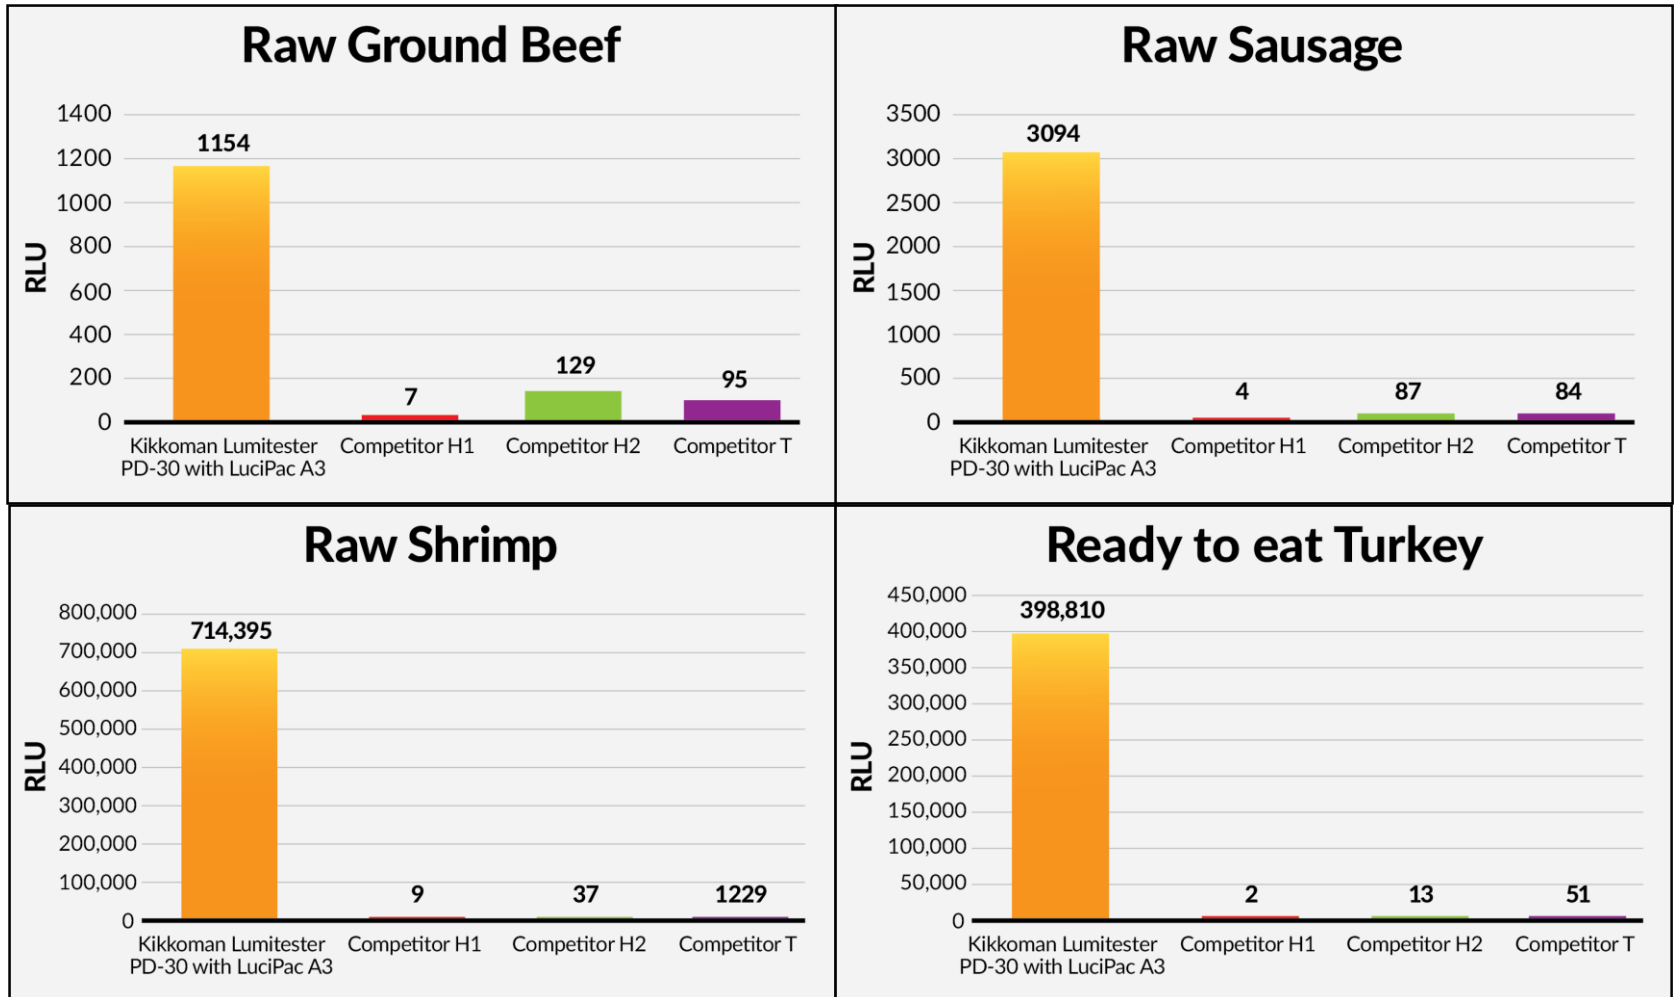 Raw Ground Beef
1400
1200
1000
800
600
400
200
0
RLU
1154
7
129
95
Kikkoman Lumitester
PD-30 with LuciPac A3
Competitor H1
Competitor H2
Competitor T
Raw Sausage
3500
3000
2500
2000
1500
1000
500
0
RLU
3094
4
87
84
Kikkoman Lumitester
PD-30 with LuciPac A3
Competitor H1
Competitor H2
Competitor T
Raw Shrimp
800,000
700,000
600,000
500,000
400,000
300,000
200,000
100,000
0
RLU
714,395
9
37
1229
Kikkoman Lumitester
PD-30 with LuciPac A3
Competitor H1
Competitor H2
Competitor T
Ready to eat Turkey
450,000
400,000
350,000
300,000
250,000
200,000
150,000
100,000
50,000
0
RLU
398,810
2
13
51
Kikkoman Lumitester
PD-30 with LuciPac A3
Competitor H1
Competitor H2
Competitor T